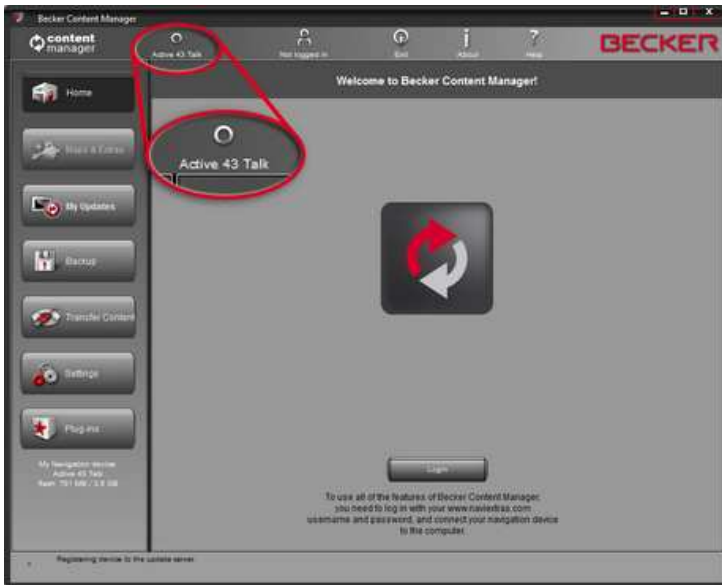 Becker Content Manager
content
manager
Active 43 Talk
Not logged in
Exit
About
Help
BECKER
Welcome to Becker Content Manager!
Home
Maps & Extras
My Updates
Backup
Transfer Content
Settings
Plug-ins
Active 43 Talk
My Navigation device:
Active 43 Talk
Login
To use all of the features of Becker Content Manager,
you need to log in with your www.naviextras.com
username and password, and connect your navigation device
to the computer.
Registering device to the update server